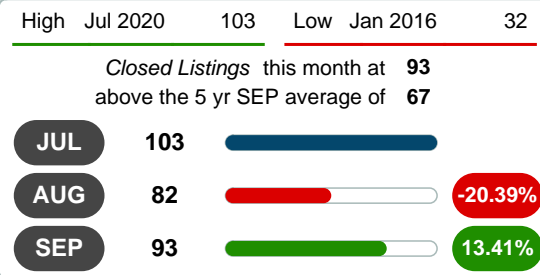 High Jul 2020 103 Low Jan 2016 32
Closed Listings this month at 93
above the 5 yr SEP average of 67
JUL 103
AUG 82 -20.39%
SEP 93 13.41%